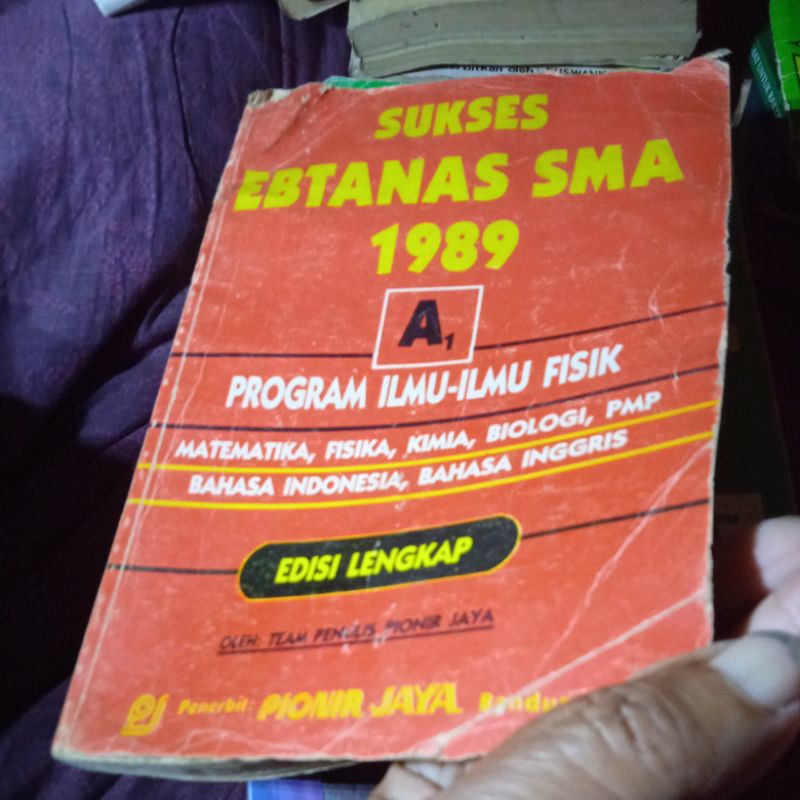 SUKSES
EBTANAS SMA
1989
A1
PROGRAM ILMU-ILMU FISIK
MATEMATIKA, FISIKA, KIMIA, BIOLOGI, PMP
BAHASA INDONESIA, BAHASA INGGRIS
EDISI LENGKAP
OLEH: TEAM PENULIS PIONIR JAYA
Penerbit: PIONIR JAYA